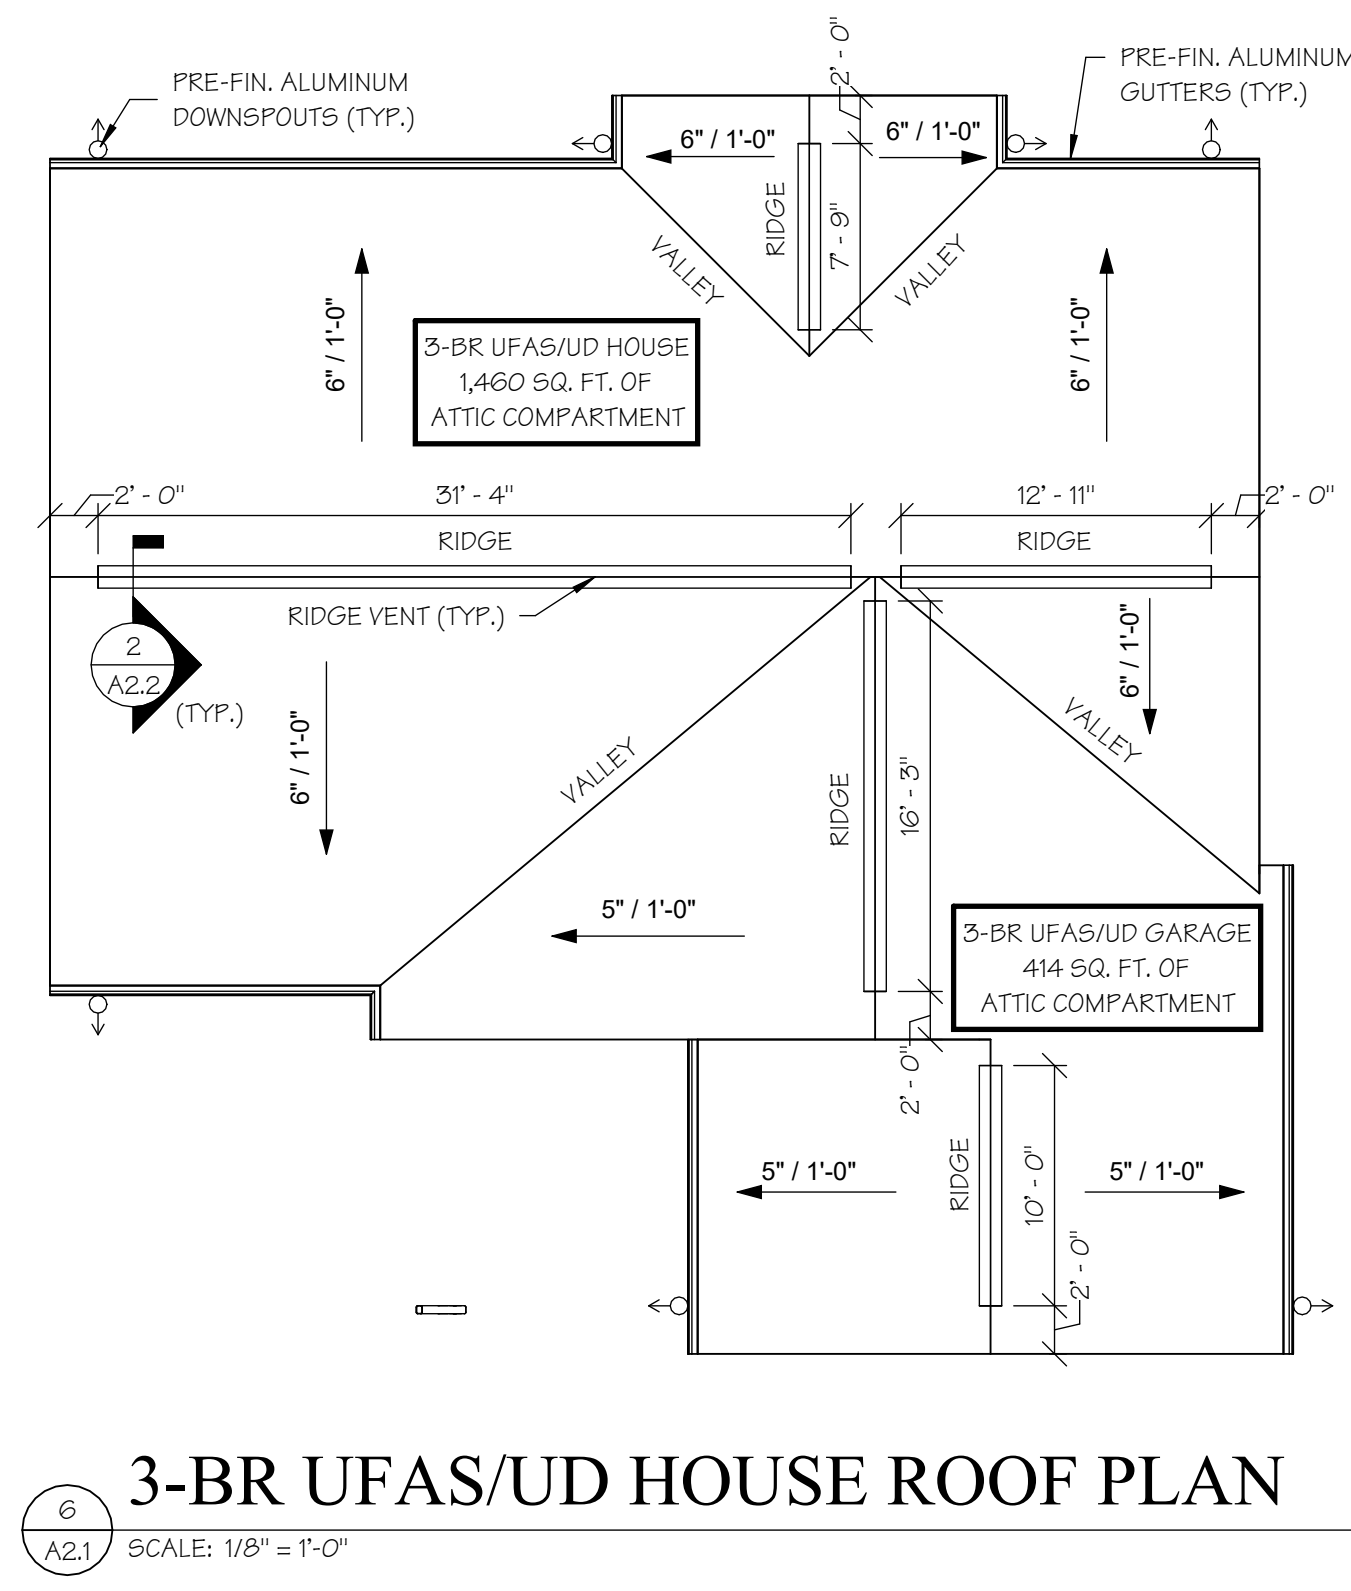 2' - 0"
PRE-FIN. ALUMINUM
DOWNSPOUTS (TYP.)
PRE-FIN. ALUMINUM
GUTTERS (TYP.)
6" / 1'-0"
6" / 1'-0"
RIDGE
7' - 9"
VALLEY
VALLEY
6" / 1'-0"
6" / 1'-0"
3-BR UFAS/UD HOUSE
1,460 SQ. FT. OF
ATTIC COMPARTMENT
2' - 0"
31' - 4"
12' - 11"
2' - 0"
RIDGE
RIDGE
RIDGE VENT (TYP.)
2
A2.2
(TYP.)
6" / 1'-0"
6" / 1'-0"
VALLEY
VALLEY
RIDGE
16' - 3"
5" / 1'-0"
3-BR UFAS/UD GARAGE
414 SQ. FT. OF
ATTIC COMPARTMENT
2' - 0"
5" / 1'-0"
RIDGE
10' - 0"
5" / 1'-0"
2' - 0"
3-BR UFAS/UD HOUSE ROOF PLAN
6
A2.1
SCALE: 1/8" = 1'-0"